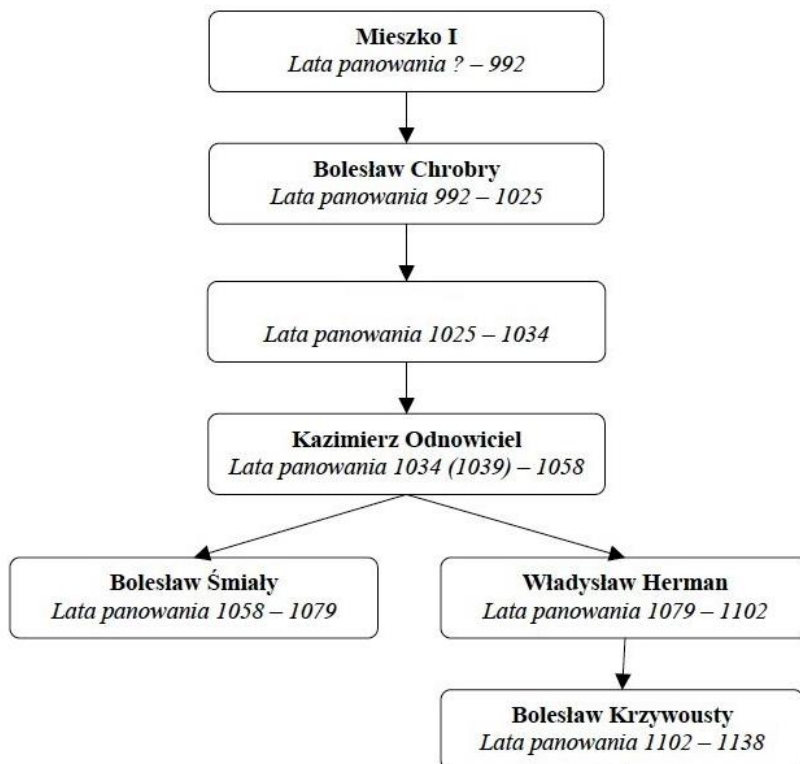 Mieszko I
Lata panowania ? – 992
Bolesław Chrobry
Lata panowania 992 – 1025
Lata panowania 1025 – 1034
Kazimierz Odnowiciel
Lata panowania 1034 (1039) – 1058
Bolesław Śmiały
Lata panowania 1058 – 1079
Władysław Herman
Lata panowania 1079 – 1102
Bolesław Krzywousty
Lata panowania 1102 – 1138